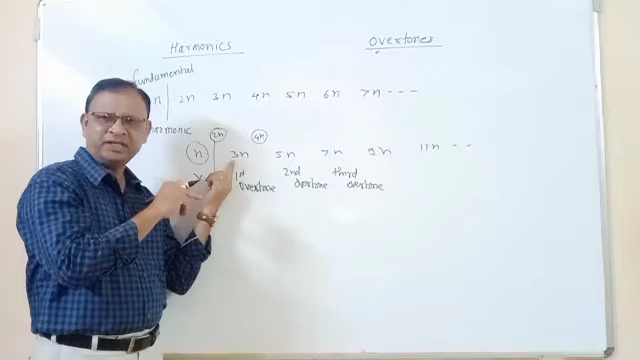 Harmonics Overtones
fundamental
n 2n 3n 4n 5n 6n 7n ---
harmonic
2n 4n
n 3n 5n 7n 9n 11n --
1st 2nd third
overtone overtone overtone